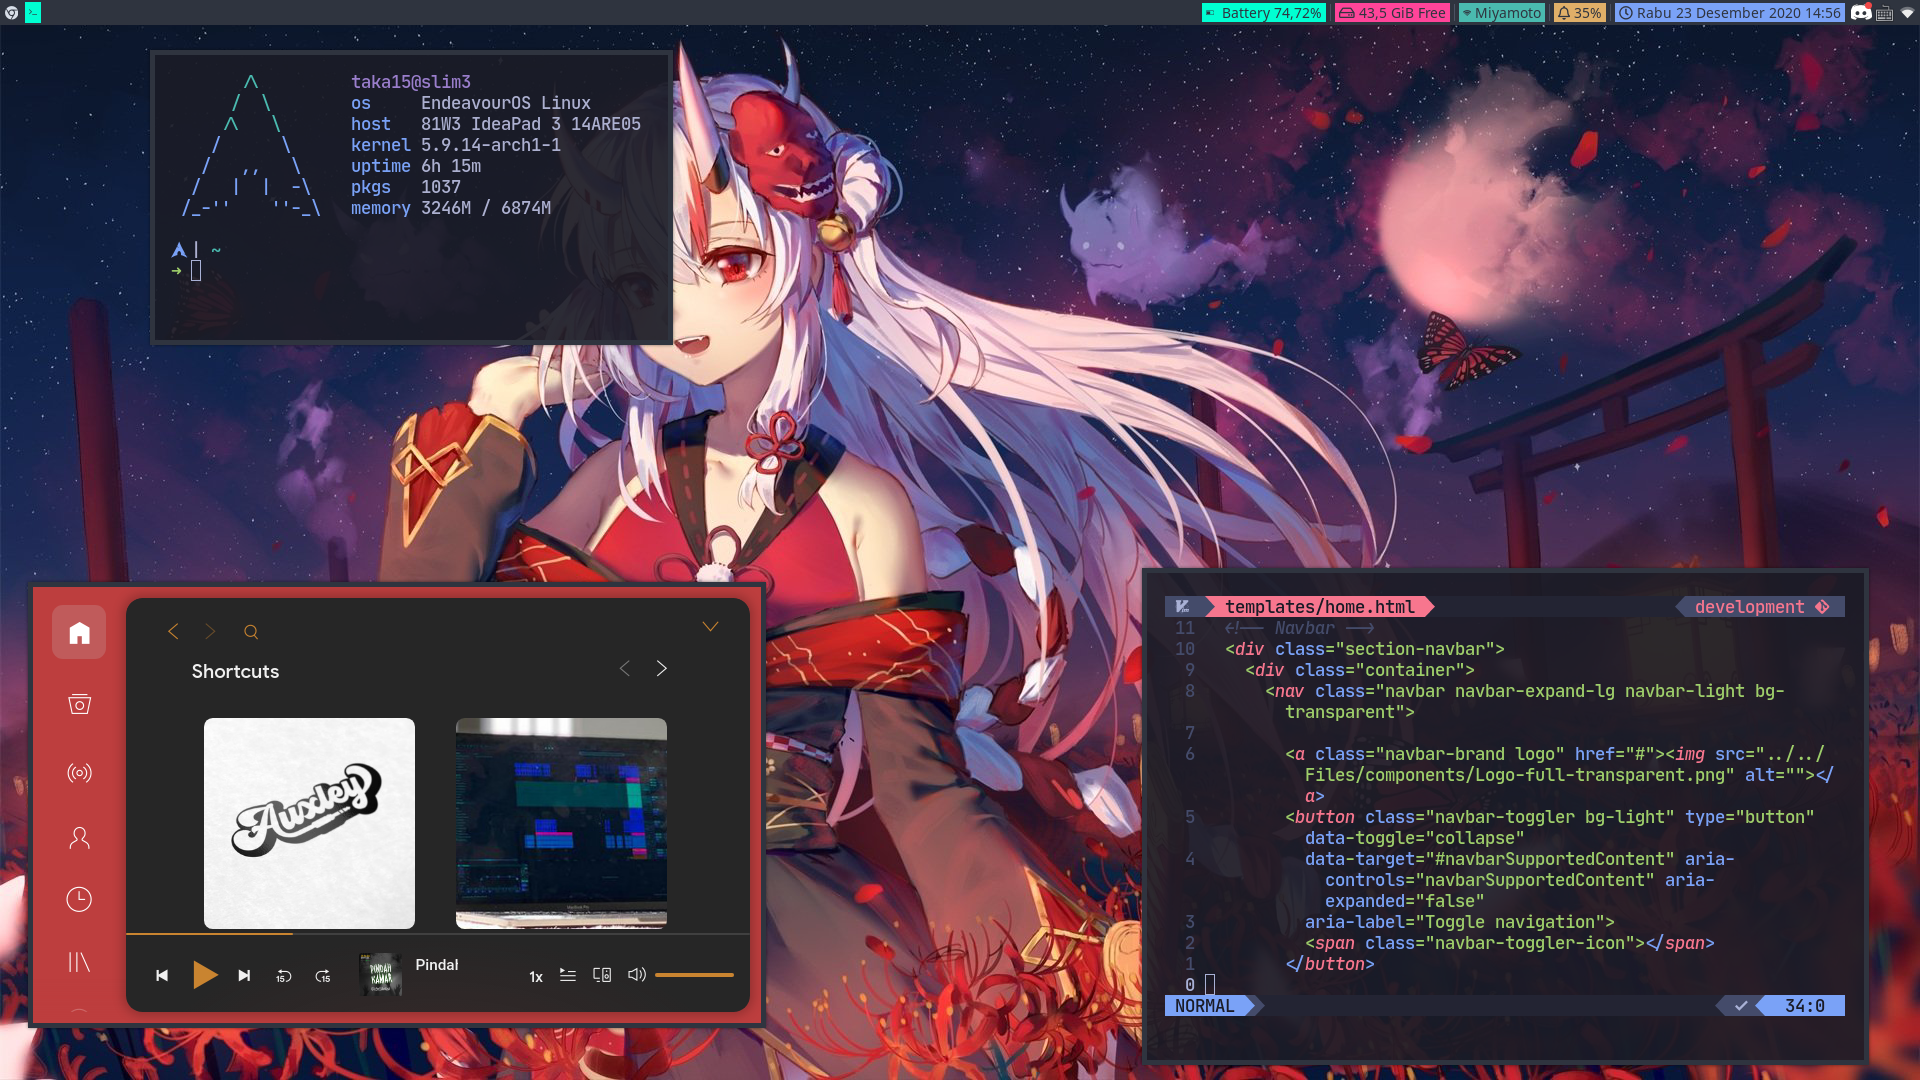 Battery 74,72% 43,5 GiB Free Miyamoto 35% Rabu 23 Desember 2020 14:56
taka15@slim3
os EndeavourOS Linux
host 81W3 IdeaPad 3 14ARE05
kernel 5.9.14-arch1-1
uptime 6h 15m
pkgs 1037
memory 3246M / 6874M
| ~
→
Shortcuts
Auxley
PINDAH
KAMAR
Pindal
15
15
1x
templates/home.html development
11 <!-- Navbar -->
10 <div class="section-navbar">
9 <div class="container">
8 <nav class="navbar navbar-expand-lg navbar-light bg-
transparent">
7
6 <a class="navbar-brand logo" href="#"><img src="../../
Files/components/Logo-full-transparent.png" alt=""></
a>
5 <button class="navbar-toggler bg-light" type="button"
data-toggle="collapse"
4 data-target="#navbarSupportedContent" aria-
controls="navbarSupportedContent" aria-
expanded="false"
3 aria-label="Toggle navigation">
2 <span class="navbar-toggler-icon"></span>
1 </button>
0
NORMAL 34:0